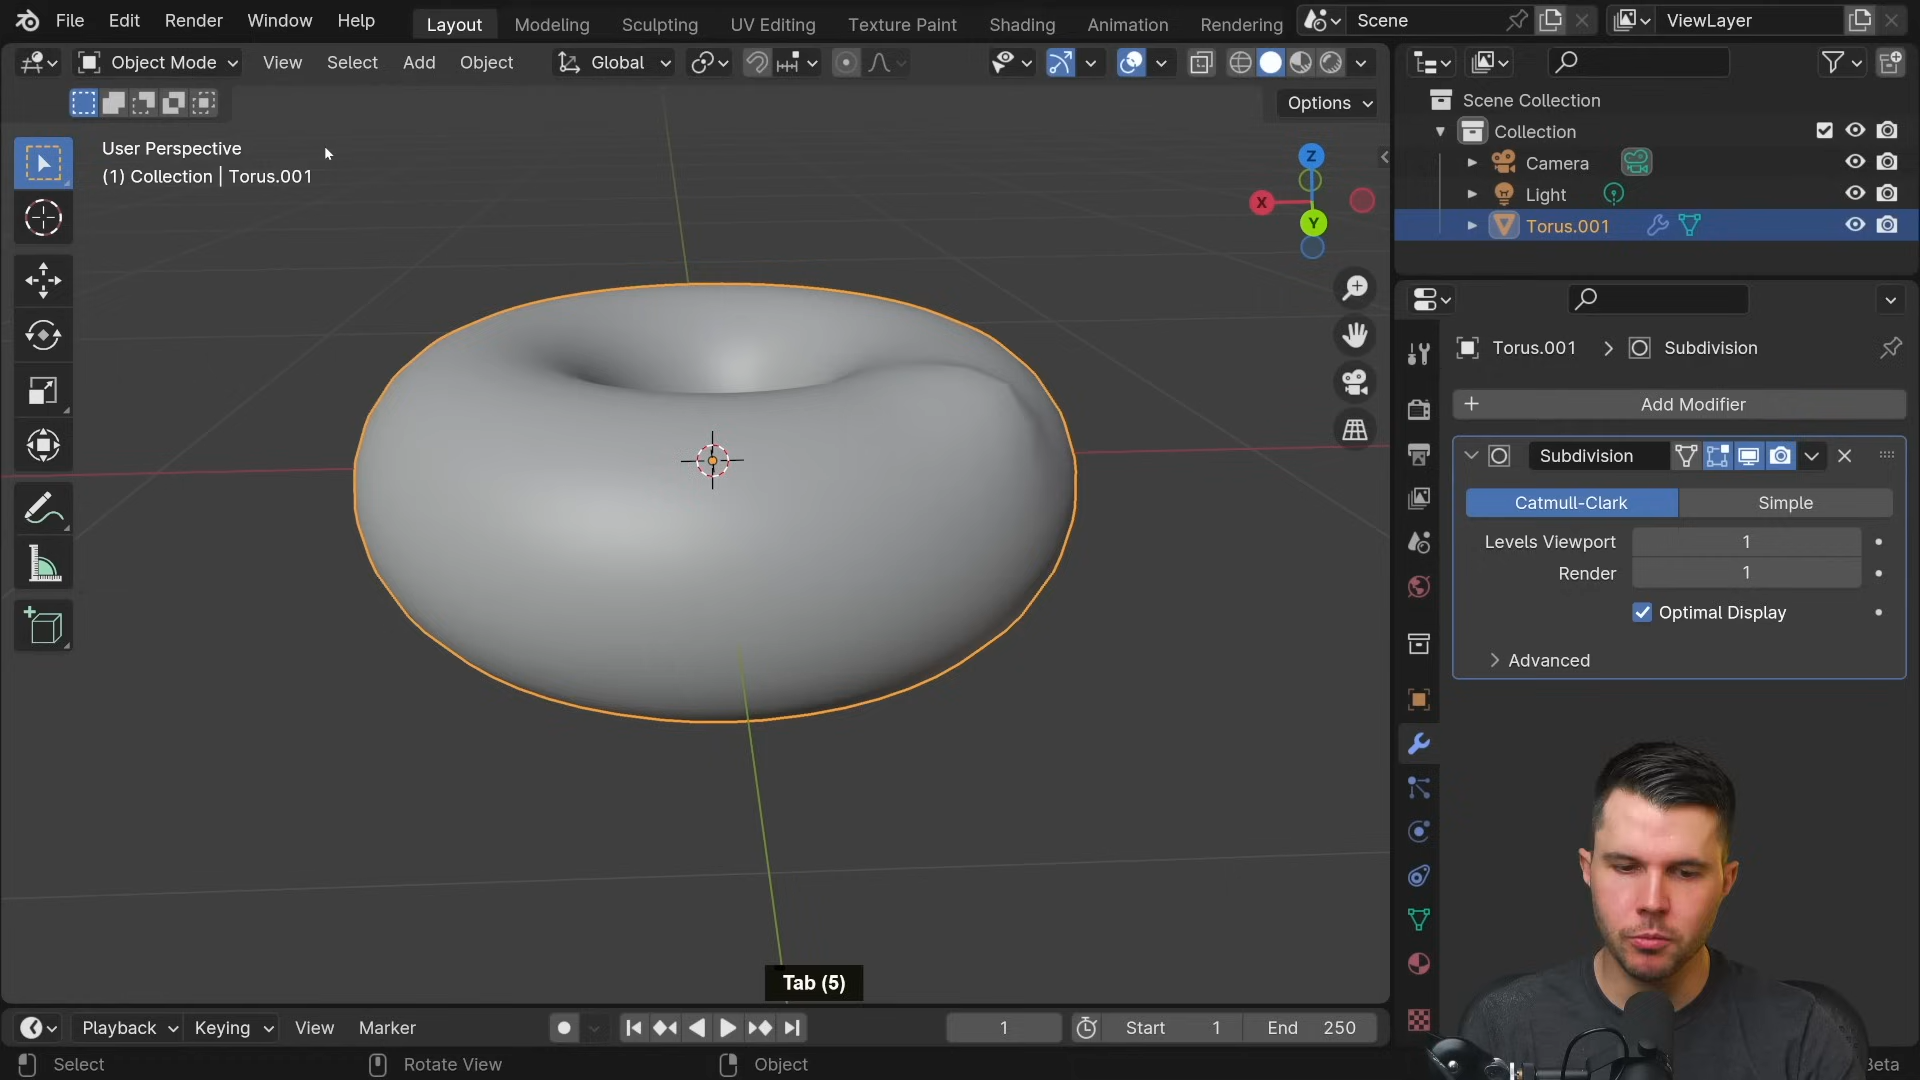 File Edit Render Window Help Layout Modeling Sculpting UV Editing Texture Paint Shading Animation Rendering Scene ViewLayer
Object Mode View Select Add Object Global
Options
User Perspective
(1) Collection | Torus.001
Z
X
Y
Scene Collection
Collection
Camera
Light
Torus.001
Torus.001 > Subdivision
+ Add Modifier
Subdivision
Catmull-Clark Simple
Levels Viewport 1
Render 1
Optimal Display
Advanced
Tab (5)
Playback Keying View Marker 1 Start 1 End 250
Select Rotate View Object Beta